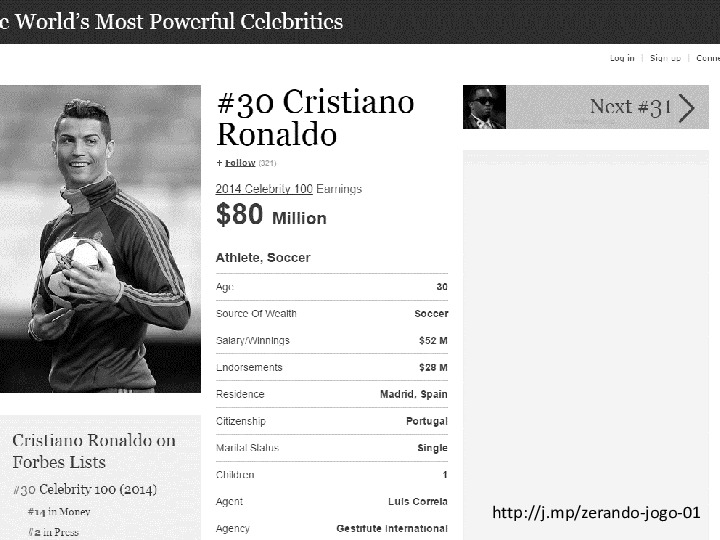 e World's Most Powerful Celebrities
Log in | Sign up | Conne
#30 Cristiano
Ronaldo
+ Follow (321)
2014 Celebrity 100 Earnings
$80 Million
Athlete, Soccer
Age 30
Source Of Wealth Soccer
Salary/Winnings $52 M
Endorsements $28 M
Residence Madrid, Spain
Citizenship Portugal
Marital Status Single
Children 1
Agent Luis Correia
Agency Gestifute International
Next #31
Cristiano Ronaldo on
Forbes Lists
#30 Celebrity 100 (2014)
#14 in Money
#2 in Press
http://j.mp/zerando-jogo-01